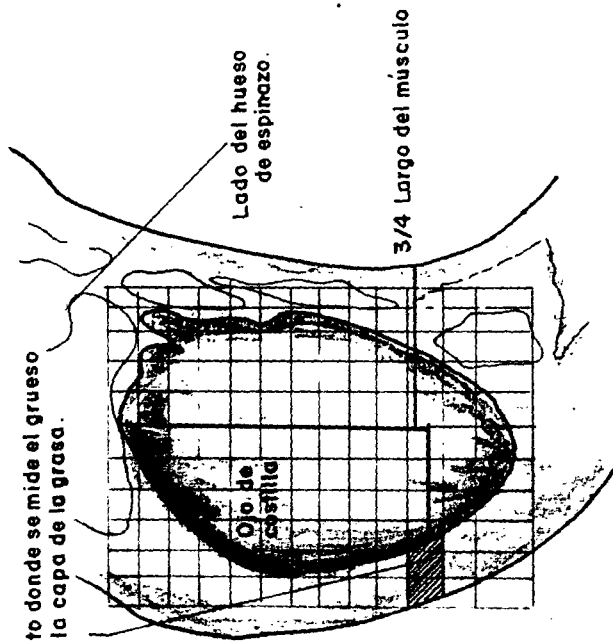 to donde se mide el grueso
la capa de la grasa.
Lado del hueso
de espinazo.
3/4 Largo del músculo
Ojo de
costilla